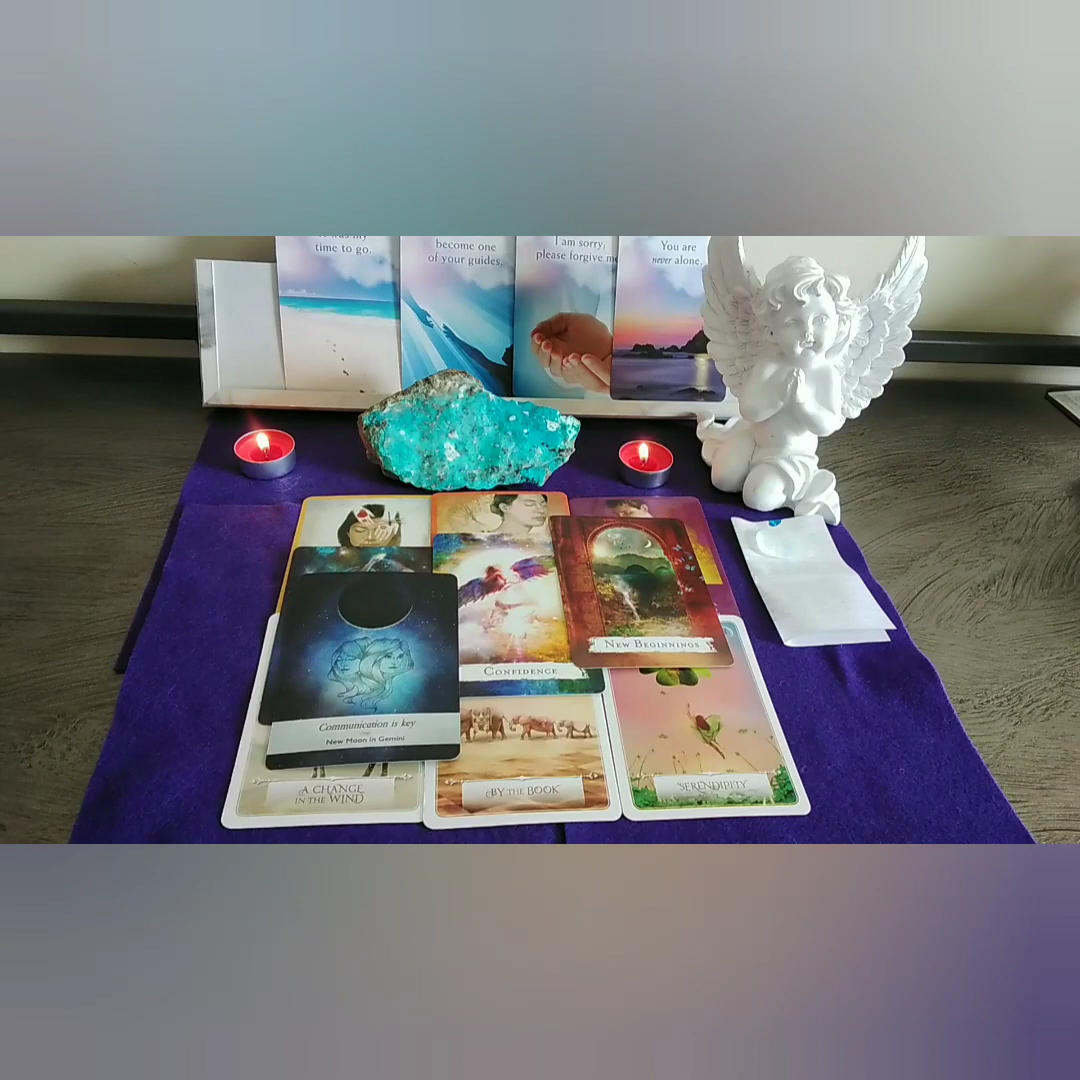 time to go.
become one
of your guides,
I am sorry,
please forgive me
You are
never alone,
New Beginnings
Confidence
Communication is key
New Moon in Gemini
A CHANGE
IN THE WIND
BY THE BOOK
SERENDIPITY